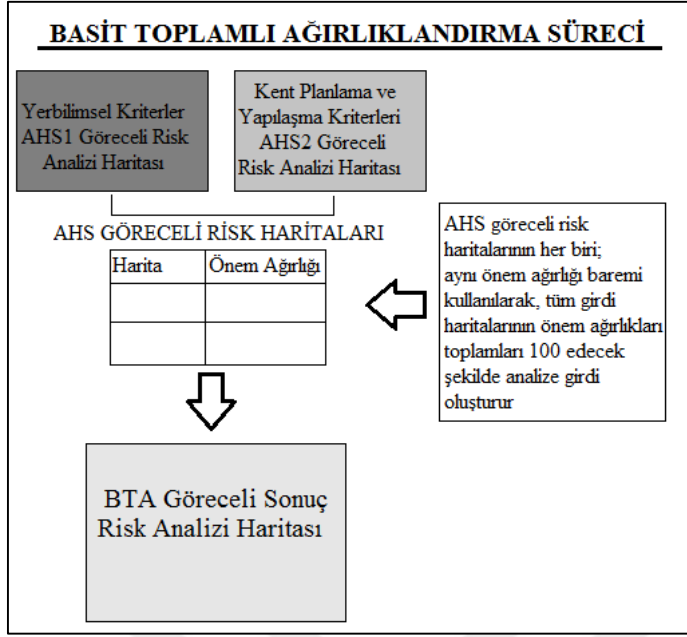 BASİT TOPLAMLI AĞIRLIKLANDIRMA SÜRECİ
Yerbilimsel Kriterler
AHS1 Göreceli Risk
Analizi Haritası
Kent Planlama ve
Yapılaşma Kriterleri
AHS2 Göreceli
Risk Analizi Haritası
AHS GÖRECELİ RİSK HARİTALARI
Harita
Önem Ağırlığı
AHS göreceli risk
haritalarının her biri;
aynı önem ağırlığı baremi
kullanılarak, tüm girdi
haritalarının önem ağırlıkları
toplamları 100 edecek
şekilde analize girdi
oluşturur
BTA Göreceli Sonuç
Risk Analizi Haritası